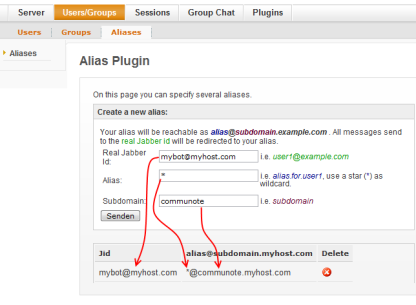 Server Users/Groups Sessions Group Chat Plugins
Users Groups Aliases
Aliases
Alias Plugin
On this page you can specify several aliases.
Create a new alias:
Your alias will be reachable as alias@subdomain.example.com . All messages send
to the real Jabber id will be redirected to your alias.
Real Jabber Id: mybot@myhost.com i.e. user1@example.com
Alias: * i.e. alias.for.user1, use a star (*) as wildcard.
Subdomain: communote i.e. subdomain
Senden
Jid alias@subdomain.myhost.com Delete
mybot@myhost.com *@communote.myhost.com